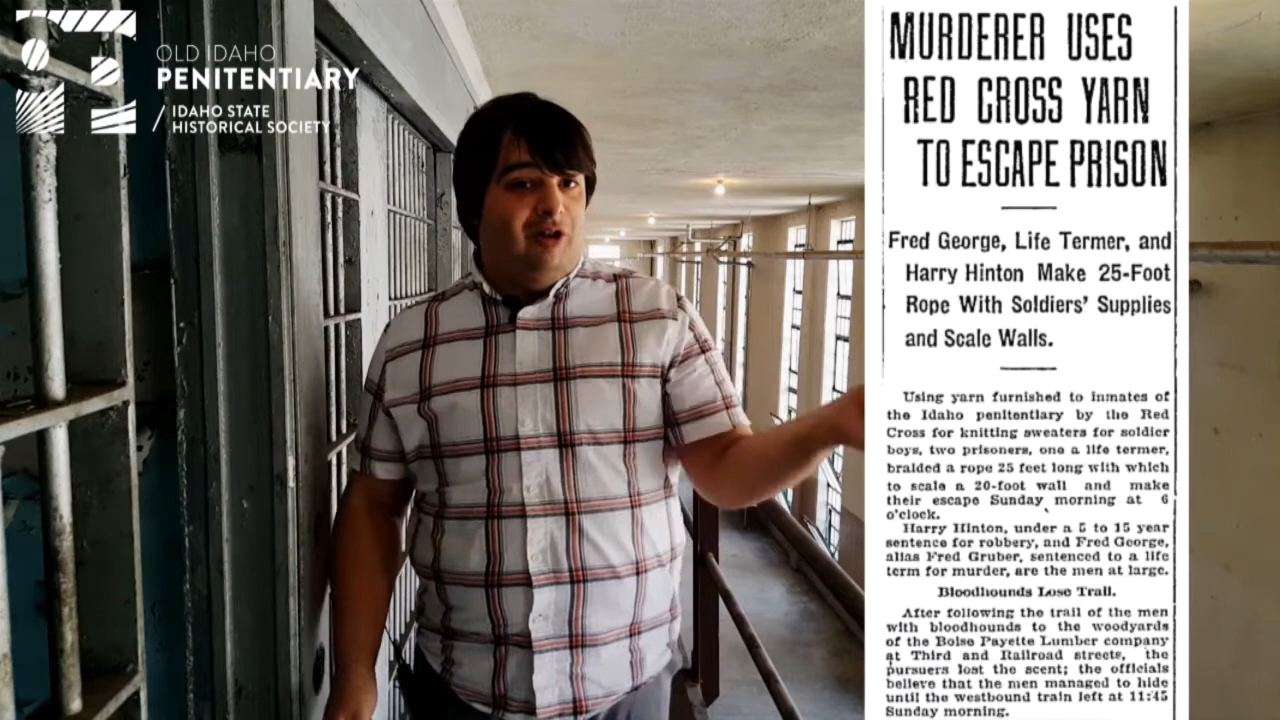 OLD IDAHO
PENITENTIARY
/ IDAHO STATE
HISTORICAL SOCIETY
MURDERER USES
RED CROSS YARN
TO ESCAPE PRISON
Fred George, Life Termer, and
Harry Hinton Make 25-Foot
Rope With Soldiers' Supplies
and Scale Walls.
Using yarn furnished to inmates of
the Idaho penitentiary by the Red
Cross for knitting sweaters for soldier
boys, two prisoners, one a life termer,
braided a rope 25 feet long with which
to scale a 20-foot wall and make
their escape Sunday morning at 6
o'clock.
Harry Hinton, under a 5 to 15 year
sentence for robbery, and Fred George,
alias Fred Gruber, sentenced to a life
term for murder, are the men at large.
Bloodhounds Lose Trail.
After following the trail of the men
with bloodhounds to the woodyards
of the Boise Payette Lumber company
at Third and Railroad streets, the
pursuers lost the scent; the officials
believe that the men managed to hide
until the westbound train left at 11:45
Sunday morning.